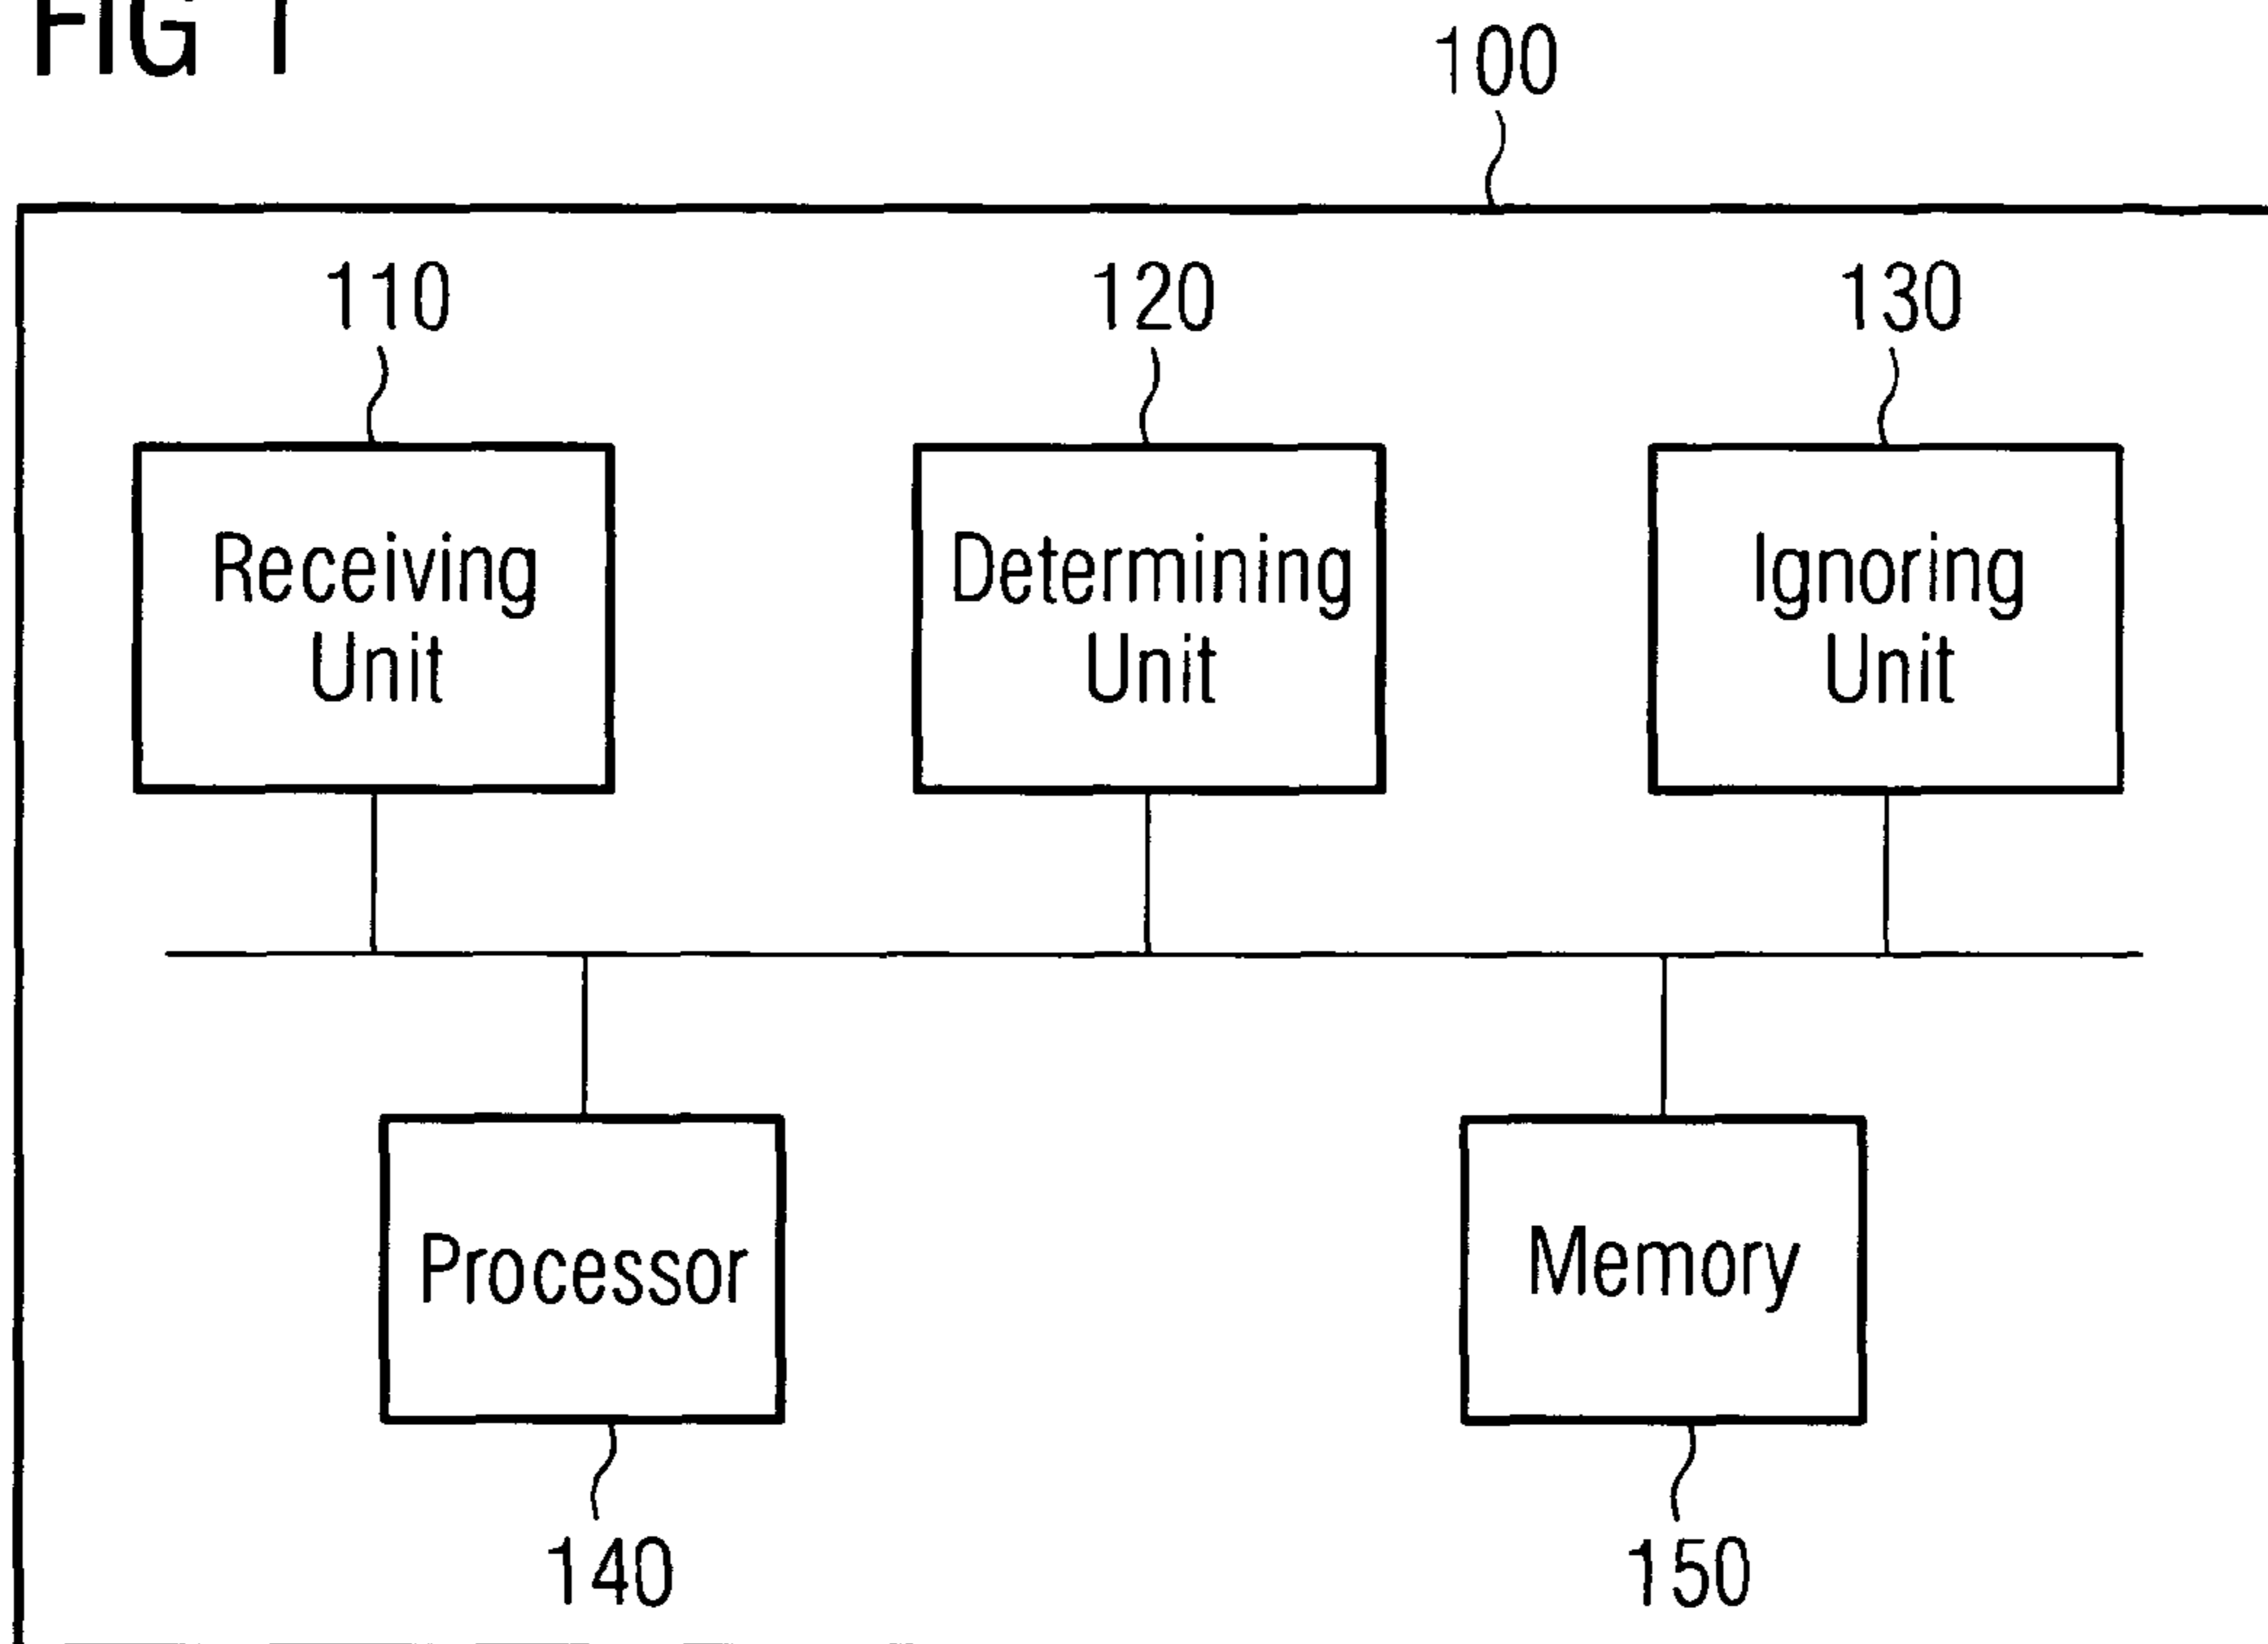 FIG 1
100
110
120
130
Receiving
Unit
Determining
Unit
Ignoring
Unit
Processor
Memory
140
150